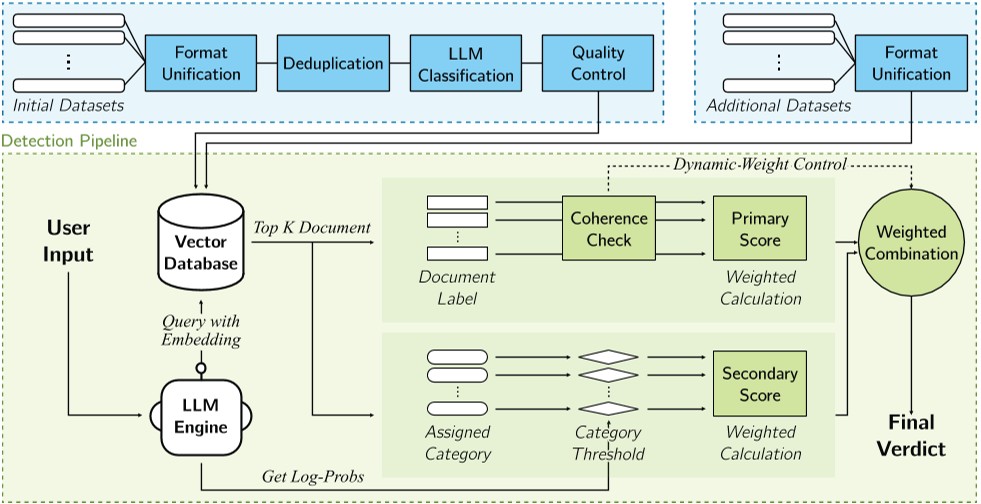 Format
Unification
Deduplication
LLM
Classification
Quality
Control
Initial Datasets
Format
Unification
Additional Datasets
Detection Pipeline
Dynamic-Weight Control
User
Input
Vector
Database
Top K Document
Document
Label
Coherence
Check
Primary
Score
Weighted
Calculation
Weighted
Combination
Query with
Embedding
LLM
Engine
Assigned
Category
Category
Threshold
Secondary
Score
Weighted
Calculation
Final
Verdict
Get Log-Probs